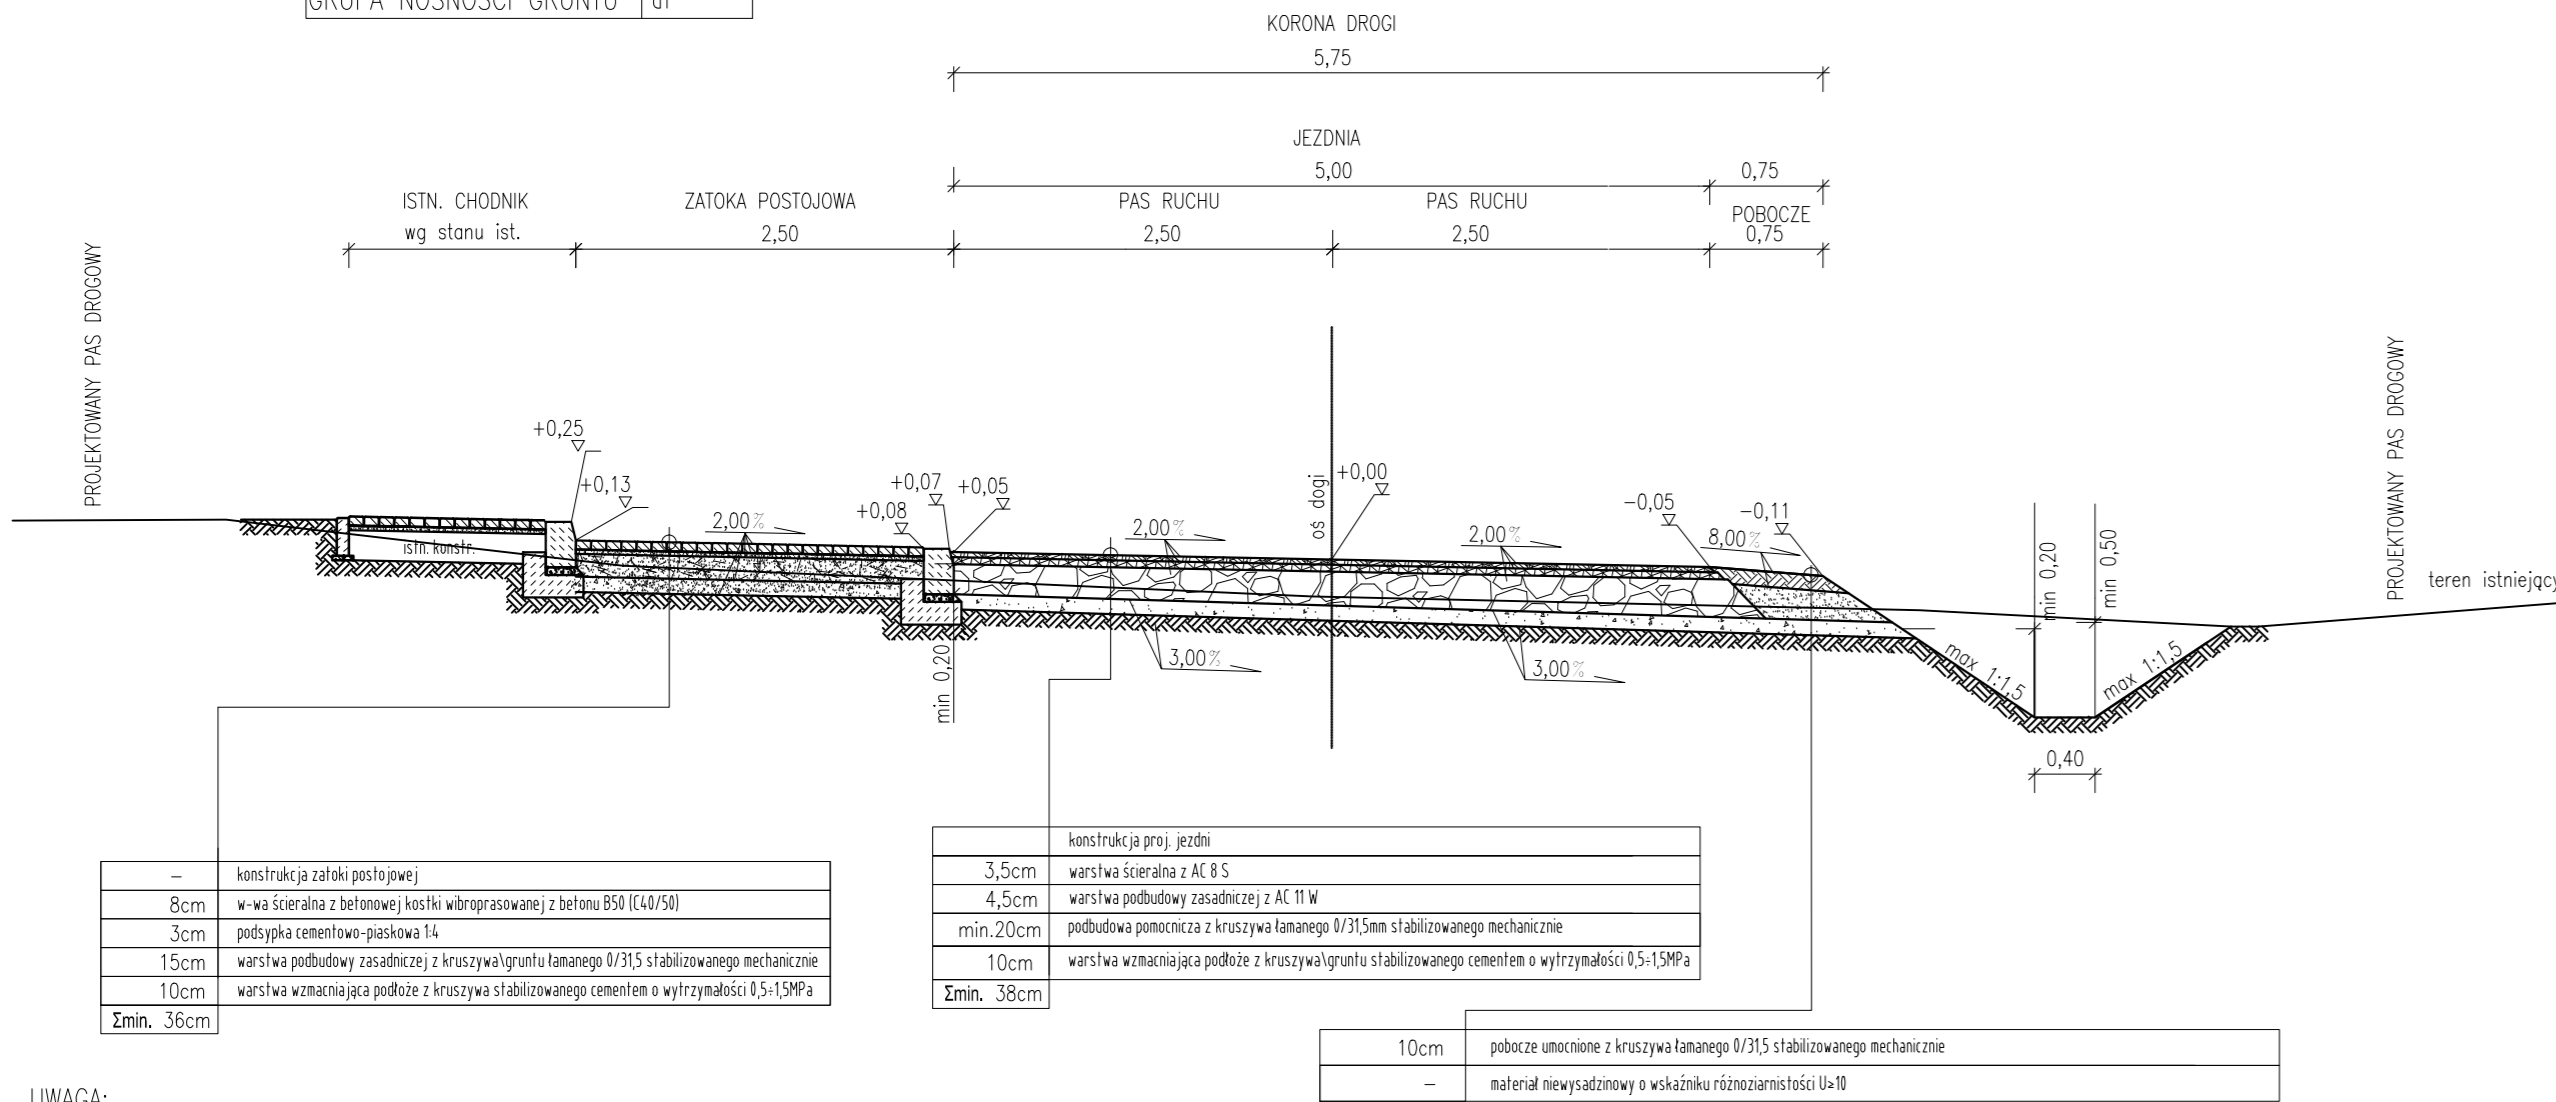 GRUPA NOŚNOŚCI GRUNTU G1
KORONA DROGI
5,75
JEZDNIA
5,00
0,75
ISTN. CHODNIK
wg stanu ist.
ZATOKA POSTOJOWA
2,50
PAS RUCHU
2,50
PAS RUCHU
2,50
POBOCZE
0,75
PROJEKTOWANY PAS DROGOWY
PROJEKTOWANY PAS DROGOWY
+0,25
+0,13
2,00%
+0,08
+0,07
+0,05
2,00%
oś dogi
+0,00
2,00%
-0,05
-0,11
8,00%
min 0,20
min 0,50
teren istniejący
istn. konstr.
min 0,20
3,00%
3,00%
max 1:1,5
max 1:1,5
0,40
– konstrukcja zatoki postojowej
8cm w-wa ścieralna z betonowej kostki wibroprasowanej z betonu B50 (C40/50)
3cm podsypka cementowo-piaskowa 1:4
15cm warstwa podbudowy zasadniczej z kruszywa\gruntu łamanego 0/31,5 stabilizowanego mechanicznie
10cm warstwa wzmacniająca podłoże z kruszywa stabilizowanego cementem o wytrzymałości 0,5÷1,5MPa
Σmin. 36cm
konstrukcja proj. jezdni
3,5cm warstwa ścieralna z AC 8 S
4,5cm warstwa podbudowy zasadniczej z AC 11 W
min.20cm podbudowa pomocnicza z kruszywa łamanego 0/31,5mm stabilizowanego mechanicznie
10cm warstwa wzmacniająca podłoże z kruszywa\gruntu stabilizowanego cementem o wytrzymałości 0,5÷1,5MPa
Σmin. 38cm
10cm pobocze umocnione z kruszywa łamanego 0/31,5 stabilizowanego mechanicznie
– materiał niewysadzinowy o wskaźniku różnoziarnistości U≥10
UWAGA: